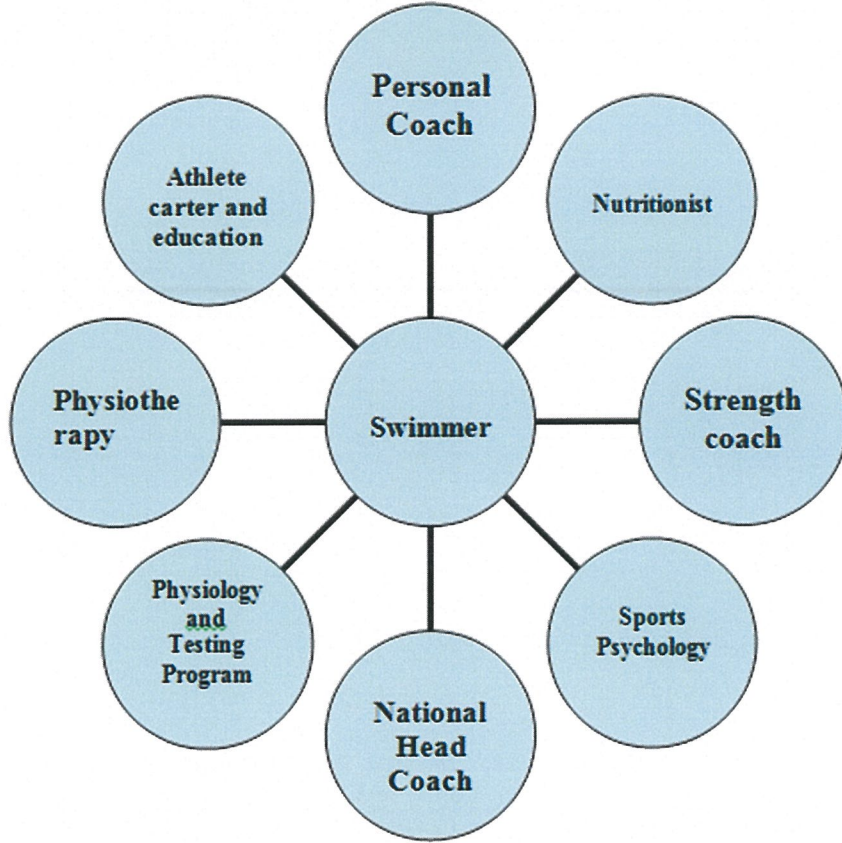 Personal
Coach
Athlete
carter and
education
Nutritionist
Physiothe
rapy
Swimmer
Strength
coach
Physiology
and
Testing
Program
Sports
Psychology
National
Head
Coach